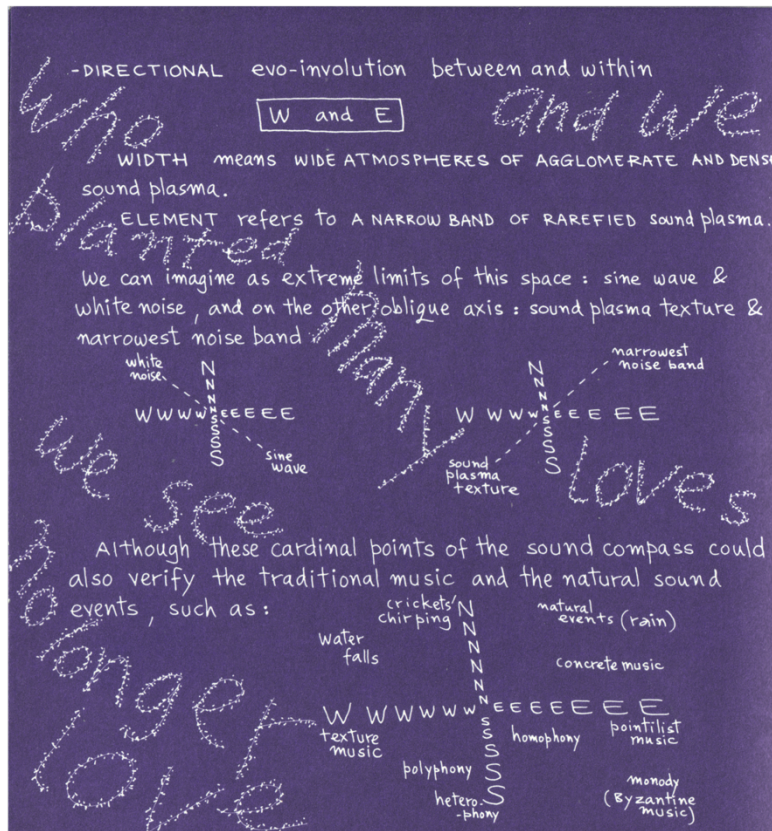 -DIRECTIONAL evo-involution between and within
Who
and we
W and E
WIDTH means WIDE ATMOSPHERES OF AGGLOMERATE AND DENSE
sound plasma.
planted
ELEMENT refers to A NARROW BAND OF RAREFIED sound plasma.
We can imagine as extreme limits of this space : sine wave &
white noise, and on the other oblique axis : sound plasma texture &
narrowest noise band
many
white
noise
N N N N N
W W W W E E E E E
S S S S
sine
wave
narrowest
noise band
N N N N N
W W W W E E E E E
S S S S
sound
plasma
texture
we
see
loves
Although these cardinal points of the sound compass could
also verify the traditional music and the natural sound
events, such as :
no
longer
love
crickets'
chirping
natural
events (rain)
water
falls
concrete music
N N N N N N N
W W W W W W E E E E E E E
S S S S S S
texture
music
homophony
pointilist
music
polyphony
hetero-
-phony
monody
(Byzantine
music)